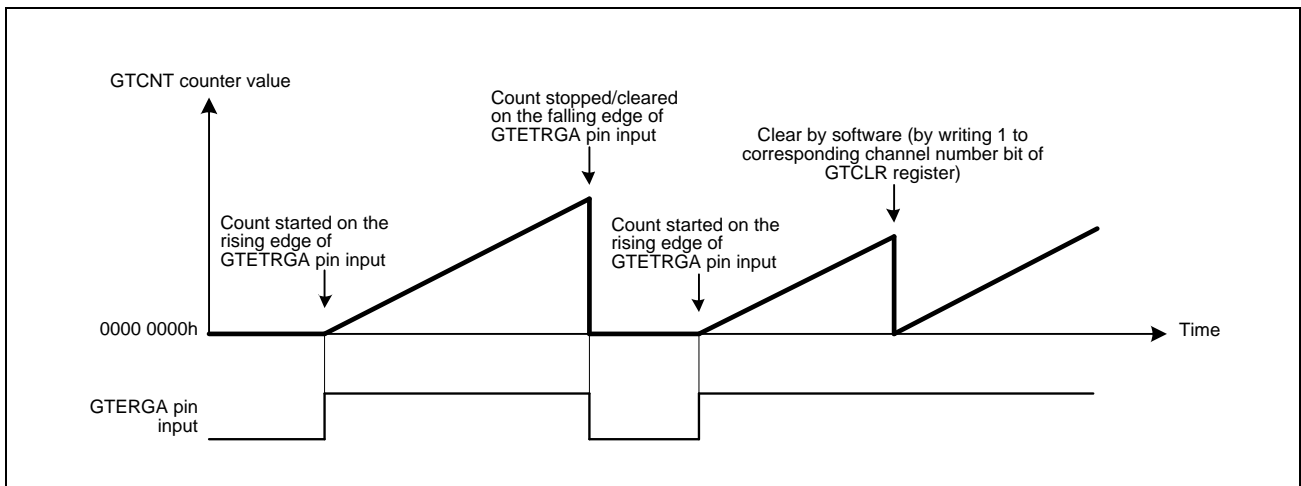 GTCNT counter value
Count stopped/cleared
on the falling edge of
GTETRGA pin input
Clear by software (by writing 1 to
corresponding channel number bit of
GTCLR register)
Count started on the
rising edge of
GTETRGA pin input
Count started on the
rising edge of
GTETRGA pin input
0000 0000h
Time
GTERGA pin
input